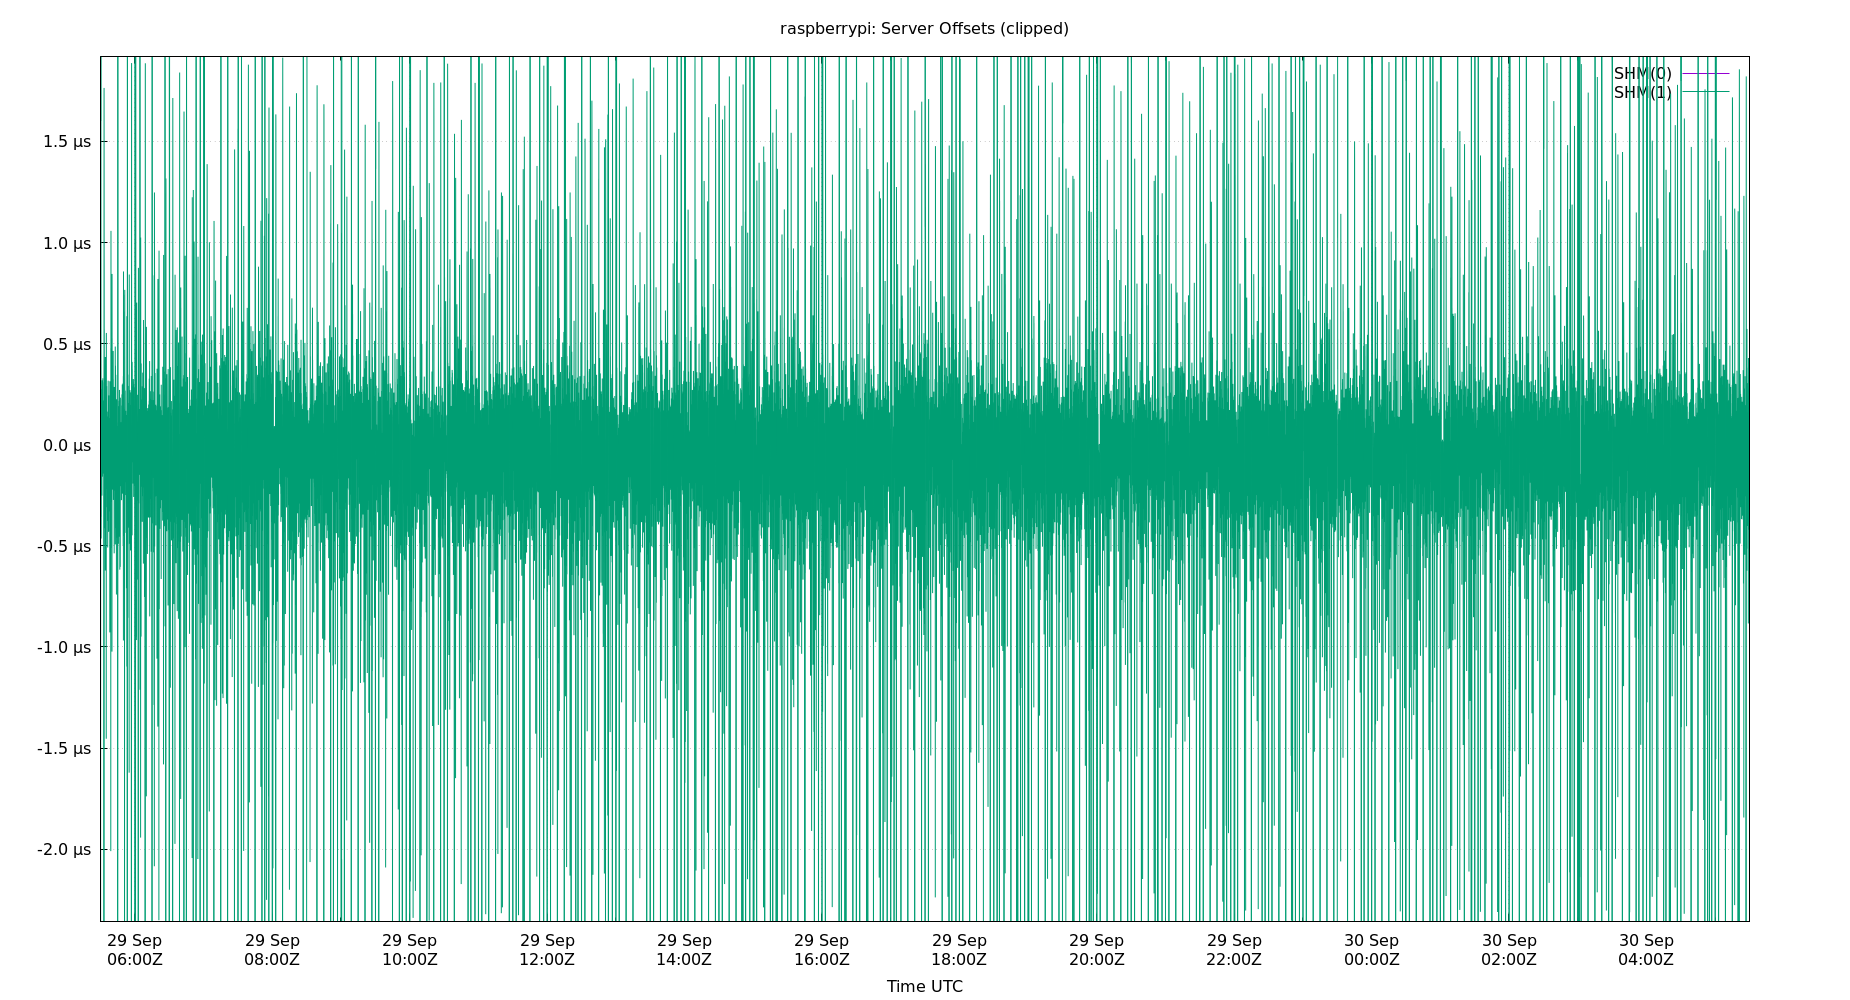 raspberrypi: Server Offsets (clipped)
SHM(0)
SHM(1)
1.5 µs
1.0 µs
0.5 µs
0.0 µs
-0.5 µs
-1.0 µs
-1.5 µs
-2.0 µs
29 Sep 29 Sep 29 Sep 29 Sep 29 Sep 29 Sep 29 Sep 29 Sep 29 Sep 30 Sep 30 Sep 30 Sep
06:00Z 08:00Z 10:00Z 12:00Z 14:00Z 16:00Z 18:00Z 20:00Z 22:00Z 00:00Z 02:00Z 04:00Z
Time UTC